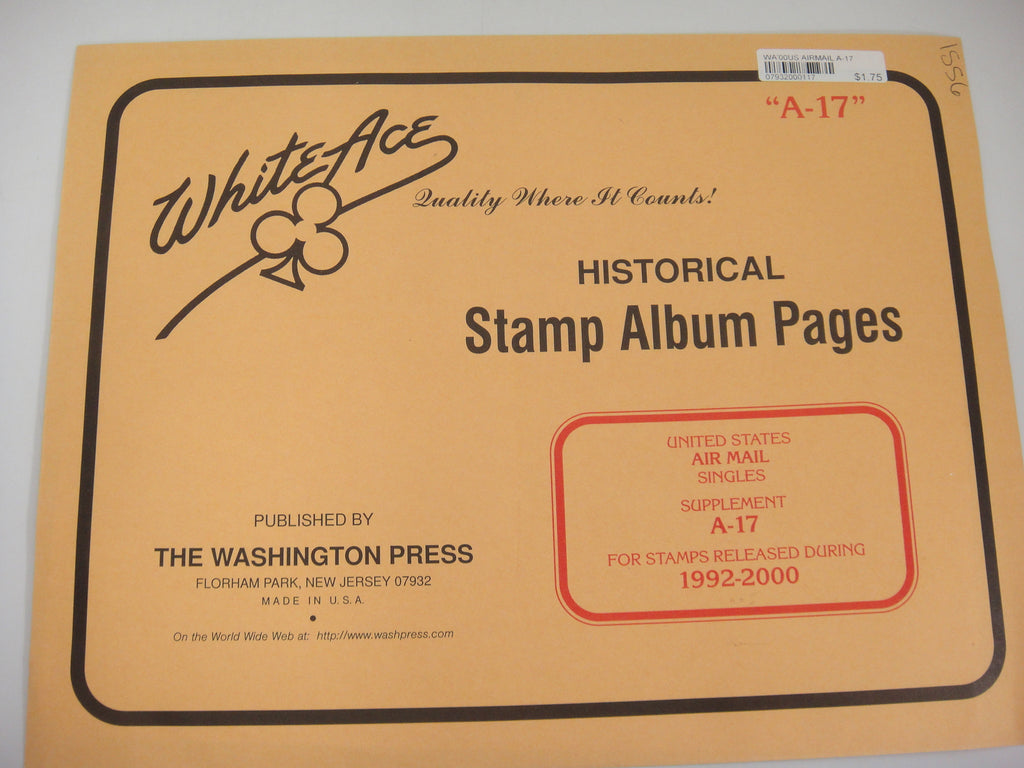 WA'00US AIRMAIL A-17
07932000117
$1.75
1556
"A-17"
White Ace
Quality Where It Counts!
HISTORICAL
Stamp Album Pages
UNITED STATES
AIR MAIL
SINGLES
SUPPLEMENT
A-17
FOR STAMPS RELEASED DURING
1992-2000
PUBLISHED BY
THE WASHINGTON PRESS
FLORHAM PARK, NEW JERSEY 07932
MADE IN U.S.A.
On the World Wide Web at: http://www.washpress.com